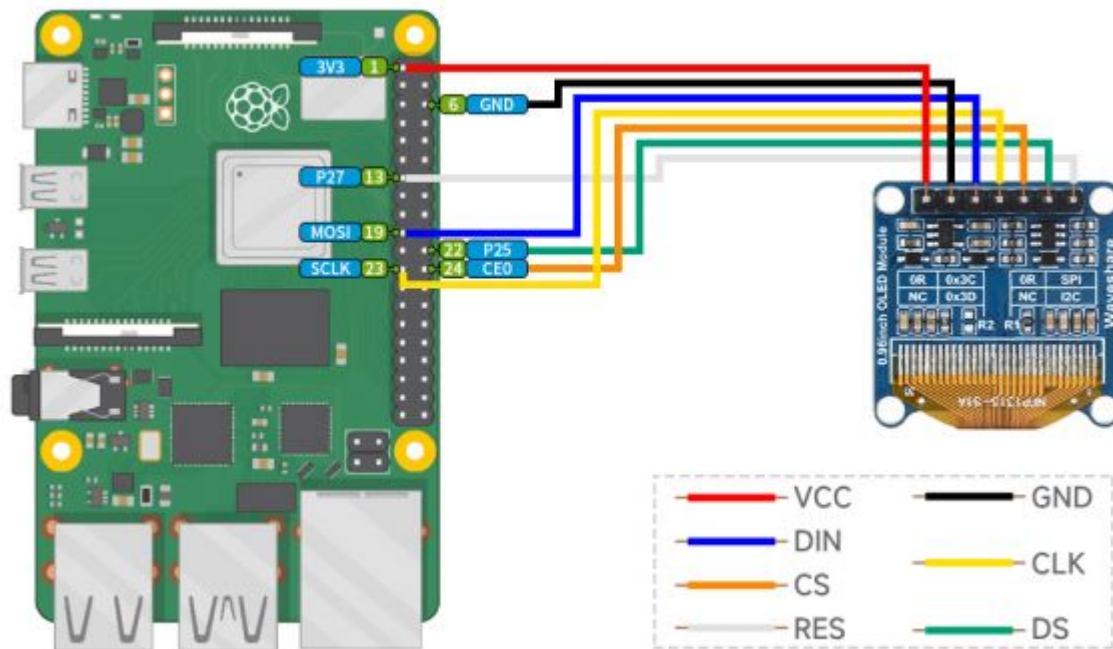 3V3 1
6 GND
P27 13
MOSI 19
22 P25
SCLK 23
24 CE0
0.96inch OLED Module
Waveshare
0R 0x3C
NC 0x3D
0R SPI
NC I2C
R2 R1
VCC
GND
DIN
CLK
CS
RES
DS